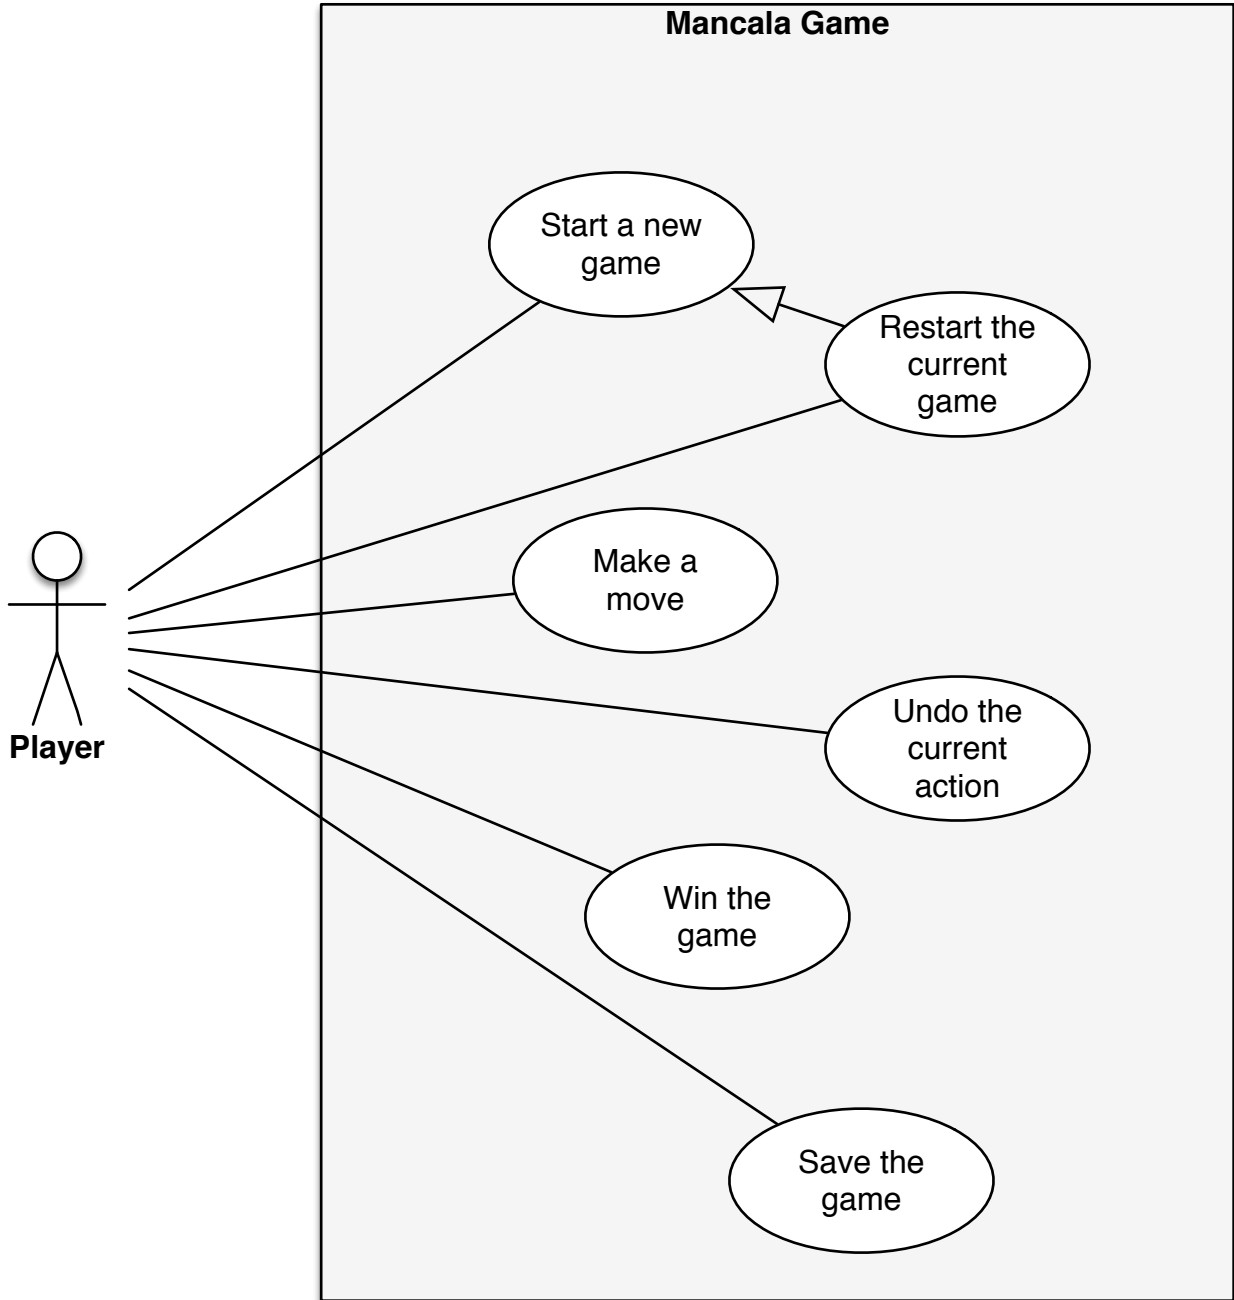 Mancala Game
Start a new
game
Restart the
current
game
Make a
move
Player
Undo the
current
action
Win the
game
Save the
game